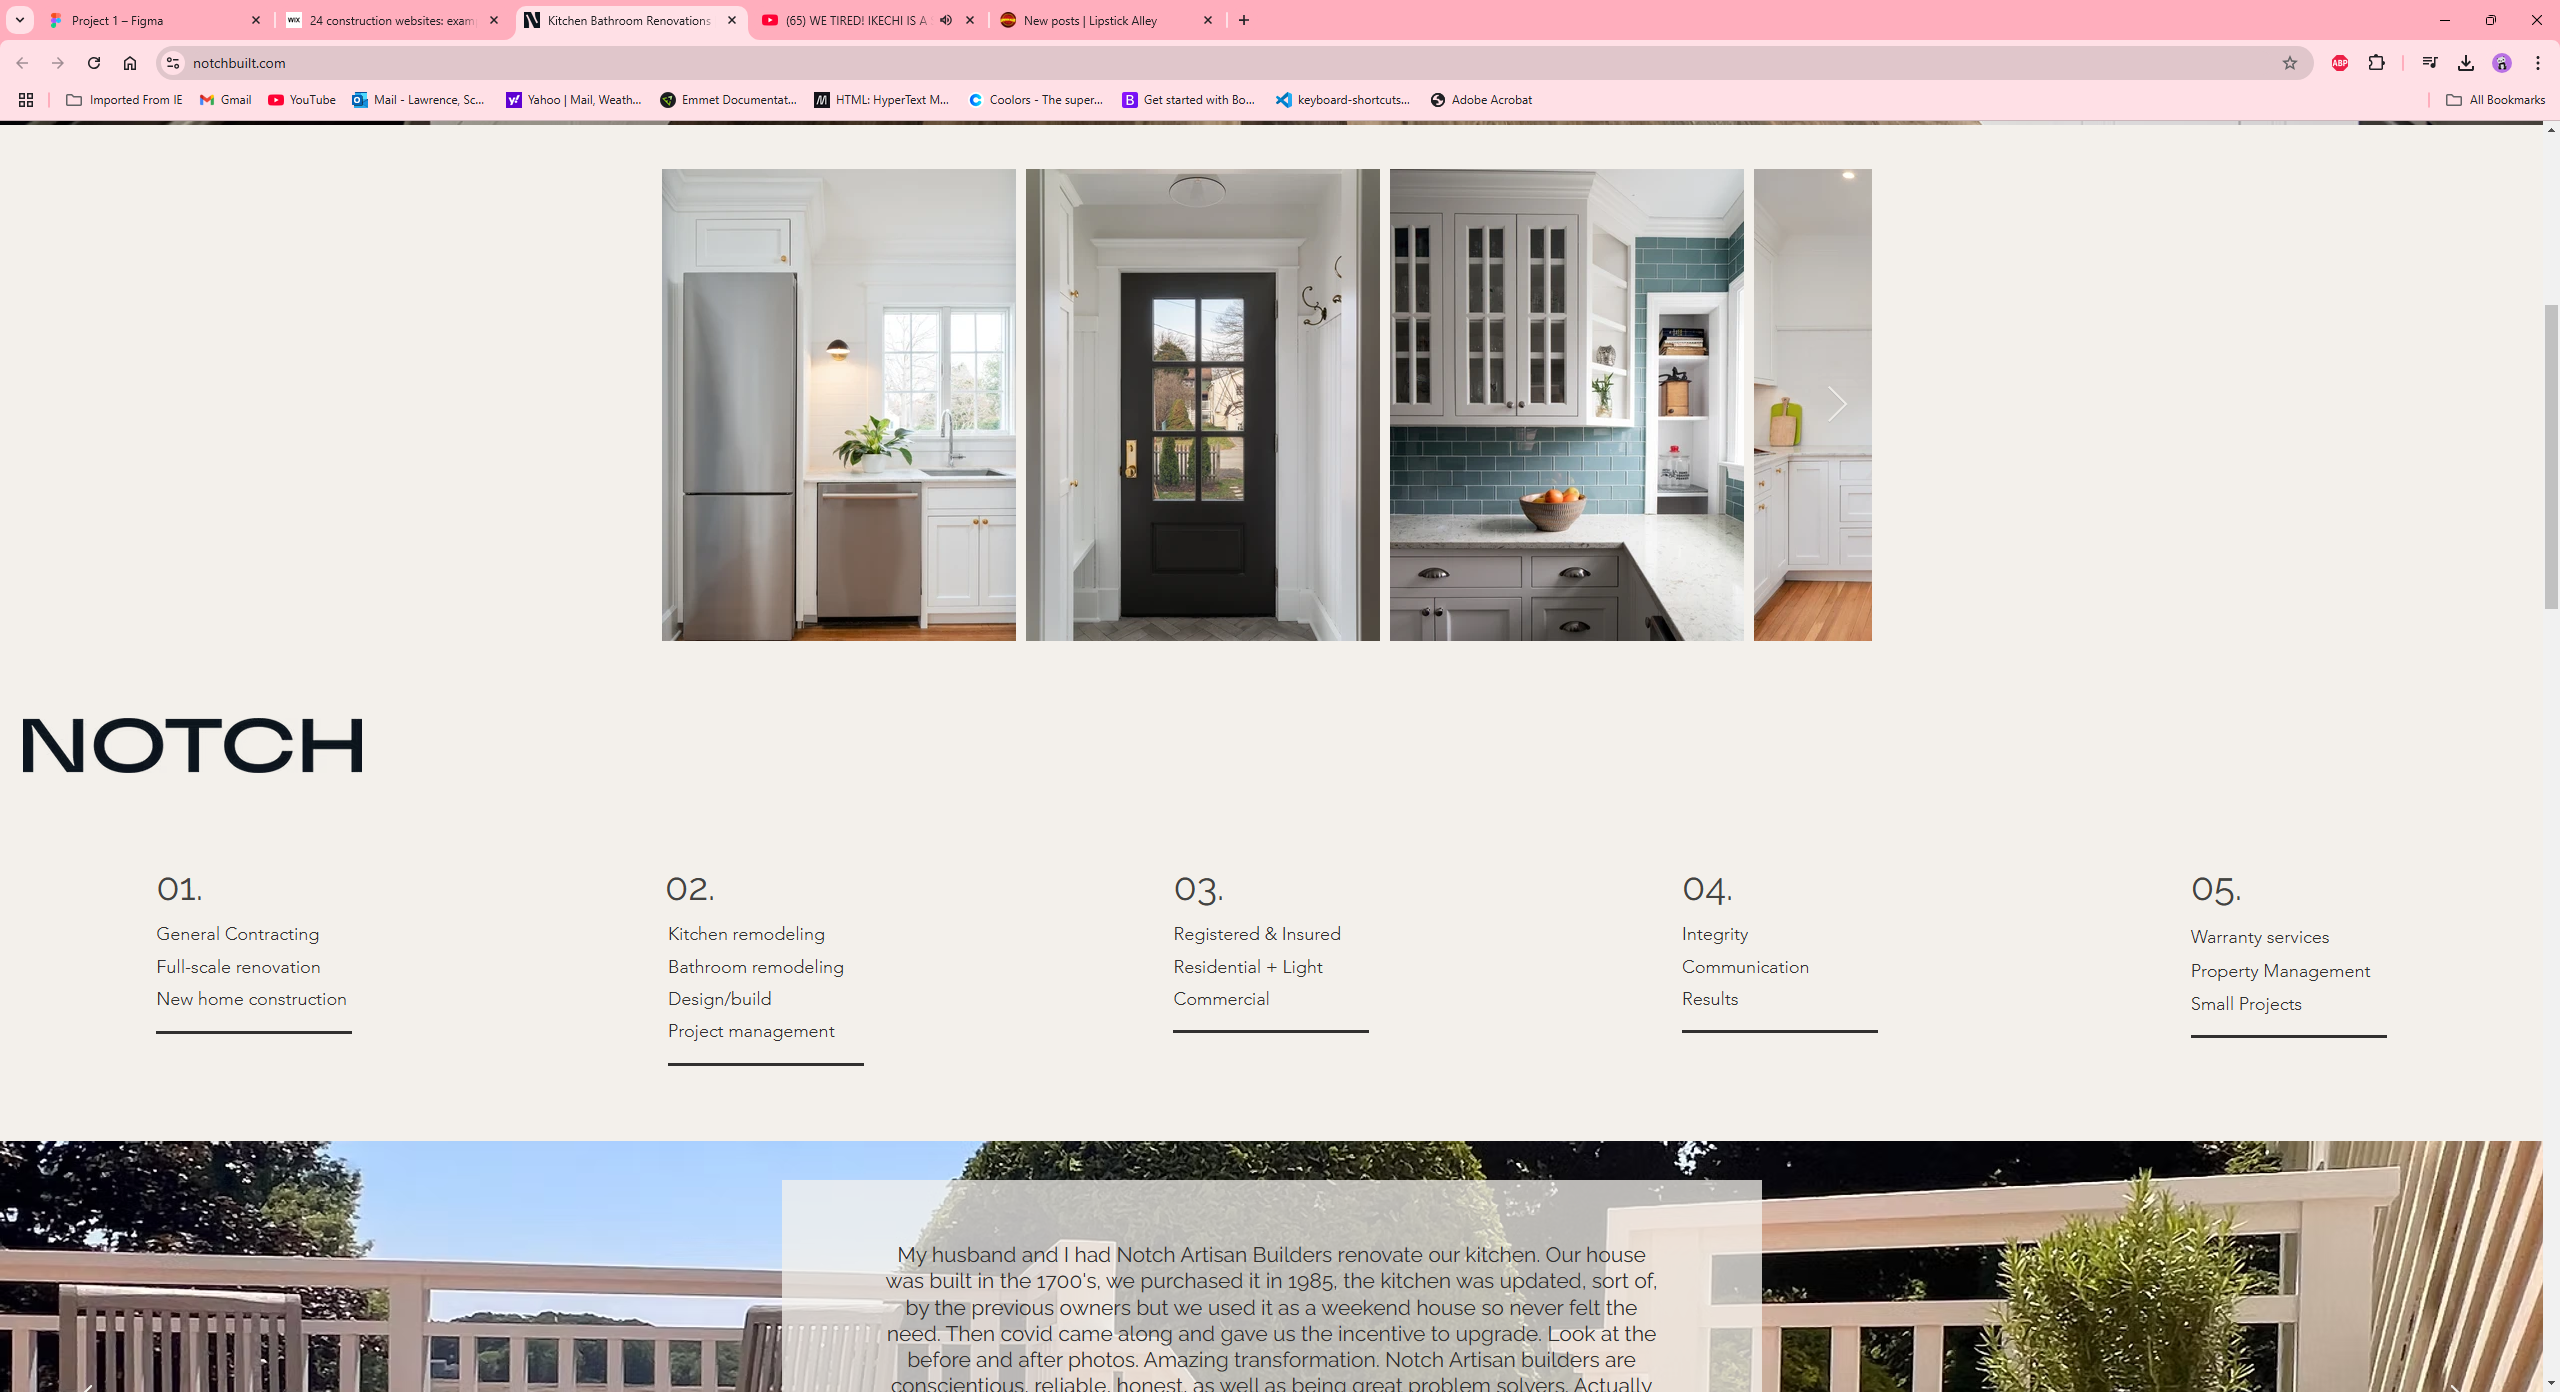 Project 1 – Figma
24 construction websites: exam
Kitchen Bathroom Renovations
(65) WE TIRED! IKECHI IS A
New posts | Lipstick Alley
notchbuilt.com
ABP
Imported From IE
Gmail
YouTube
Mail - Lawrence, Sc...
Yahoo | Mail, Weath...
Emmet Documentat...
HTML: HyperText M...
Coolors - The super...
Get started with Bo...
keyboard-shortcuts...
Adobe Acrobat
All Bookmarks
NOTCH
01.
General Contracting
Full-scale renovation
New home construction
02.
Kitchen remodeling
Bathroom remodeling
Design/build
Project management
03.
Registered & Insured
Residential + Light
Commercial
04.
Integrity
Communication
Results
05.
Warranty services
Property Management
Small Projects
My husband and I had Notch Artisan Builders renovate our kitchen. Our house
was built in the 1700's, we purchased it in 1985, the kitchen was updated, sort of,
by the previous owners but we used it as a weekend house so never felt the
need. Then covid came along and gave us the incentive to upgrade. Look at the
before and after photos. Amazing transformation. Notch Artisan builders are
conscientious, reliable, honest, as well as being great problem solvers. Actually